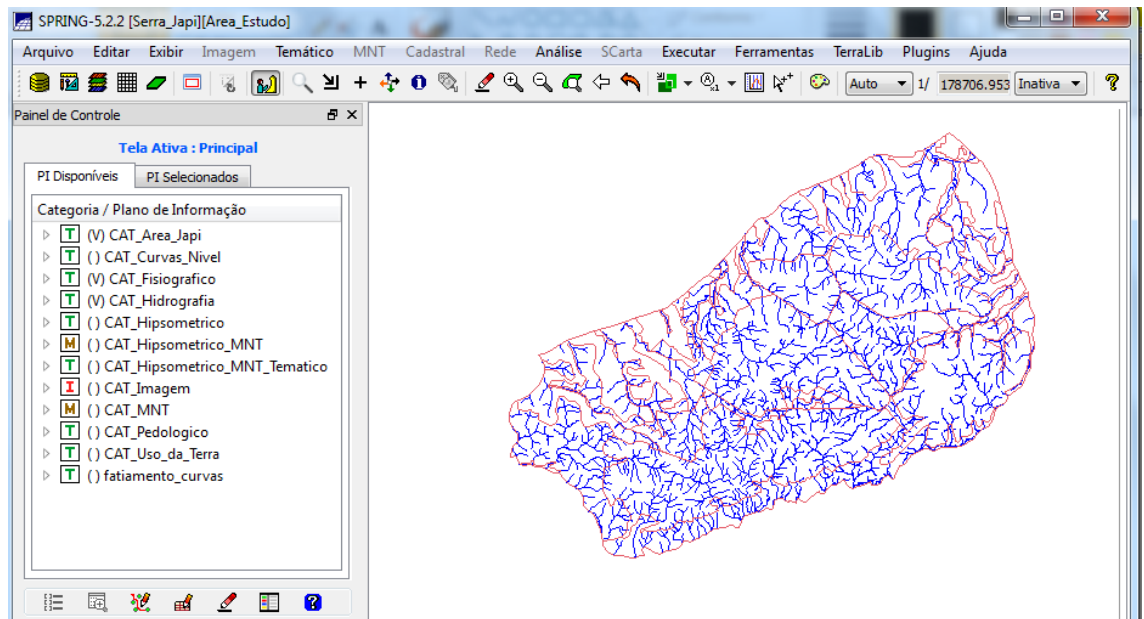 SPRING-5.2.2 [Serra_Japi][Area_Estudo]
Arquivo Editar Exibir Imagem Temático MNT Cadastral Rede Análise SCarta Executar Ferramentas TerraLib Plugins Ajuda
Auto 1/ 178706.953 Inativa
Painel de Controle
Tela Ativa : Principal
PI Disponíveis PI Selecionados
Categoria / Plano de Informação
T (V) CAT_Area_Japi
T ( ) CAT_Curvas_Nivel
T (V) CAT_Fisiografico
T (V) CAT_Hidrografia
T ( ) CAT_Hipsometrico
M ( ) CAT_Hipsometrico_MNT
T ( ) CAT_Hipsometrico_MNT_Tematico
I ( ) CAT_Imagem
M ( ) CAT_MNT
T ( ) CAT_Pedologico
T ( ) CAT_Uso_da_Terra
T ( ) fatiamento_curvas